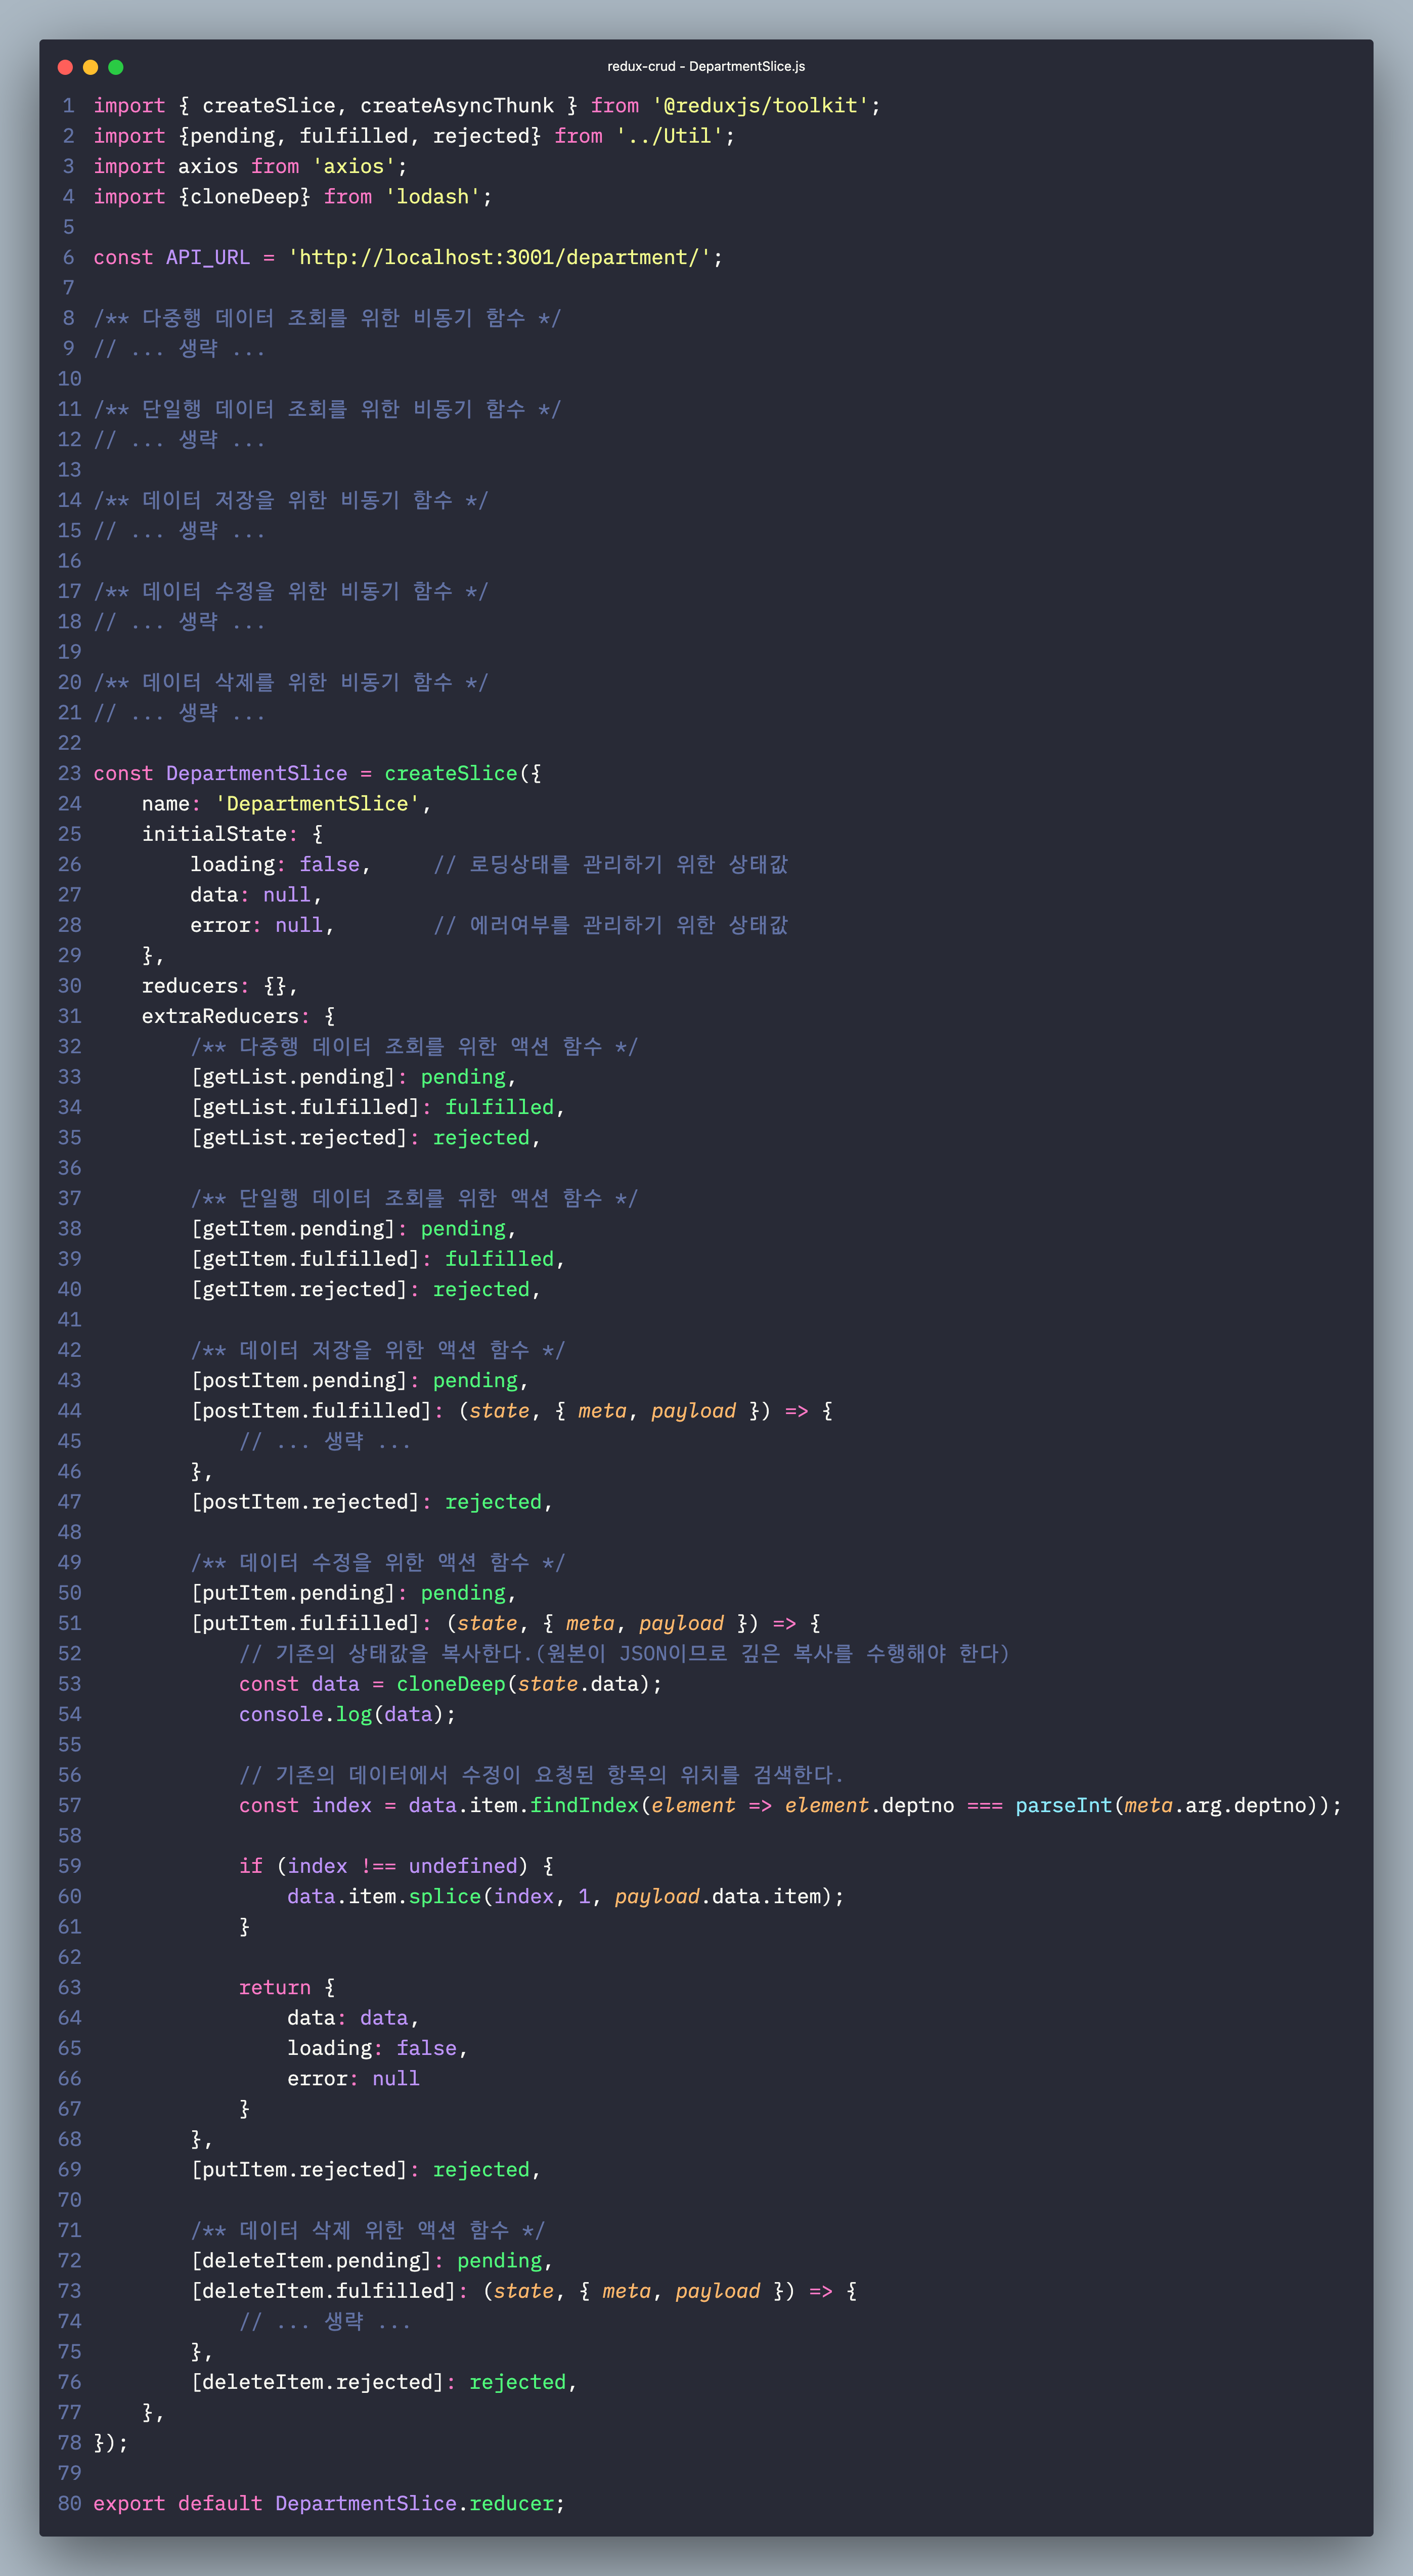 redux-crud - DepartmentSlice.js
1 import { createSlice, createAsyncThunk } from '@reduxjs/toolkit';
2 import {pending, fulfilled, rejected} from '../Util';
3 import axios from 'axios';
4 import {cloneDeep} from 'lodash';
5
6 const API_URL = 'http://localhost:3001/department/';
7
8 /** 다중행 데이터 조회를 위한 비동기 함수 */
9 // ... 생략 ...
10
11 /** 단일행 데이터 조회를 위한 비동기 함수 */
12 // ... 생략 ...
13
14 /** 데이터 저장을 위한 비동기 함수 */
15 // ... 생략 ...
16
17 /** 데이터 수정을 위한 비동기 함수 */
18 // ... 생략 ...
19
20 /** 데이터 삭제를 위한 비동기 함수 */
21 // ... 생략 ...
22
23 const DepartmentSlice = createSlice({
24     name: 'DepartmentSlice',
25     initialState: {
26         loading: false,     // 로딩상태를 관리하기 위한 상태값
27         data: null,
28         error: null,        // 에러여부를 관리하기 위한 상태값
29     },
30     reducers: {},
31     extraReducers: {
32         /** 다중행 데이터 조회를 위한 액션 함수 */
33         [getList.pending]: pending,
34         [getList.fulfilled]: fulfilled,
35         [getList.rejected]: rejected,
36
37         /** 단일행 데이터 조회를 위한 액션 함수 */
38         [getItem.pending]: pending,
39         [getItem.fulfilled]: fulfilled,
40         [getItem.rejected]: rejected,
41
42         /** 데이터 저장을 위한 액션 함수 */
43         [postItem.pending]: pending,
44         [postItem.fulfilled]: (state, { meta, payload }) => {
45             // ... 생략 ...
46         },
47         [postItem.rejected]: rejected,
48
49         /** 데이터 수정을 위한 액션 함수 */
50         [putItem.pending]: pending,
51         [putItem.fulfilled]: (state, { meta, payload }) => {
52             // 기존의 상태값을 복사한다.(원본이 JSON이므로 깊은 복사를 수행해야 한다)
53             const data = cloneDeep(state.data);
54             console.log(data);
55
56             // 기존의 데이터에서 수정이 요청된 항목의 위치를 검색한다.
57             const index = data.item.findIndex(element => element.deptno === parseInt(meta.arg.deptno));
58
59             if (index !== undefined) {
60                 data.item.splice(index, 1, payload.data.item);
61             }
62
63             return {
64                 data: data,
65                 loading: false,
66                 error: null
67             }
68         },
69         [putItem.rejected]: rejected,
70
71         /** 데이터 삭제 위한 액션 함수 */
72         [deleteItem.pending]: pending,
73         [deleteItem.fulfilled]: (state, { meta, payload }) => {
74             // ... 생략 ...
75         },
76         [deleteItem.rejected]: rejected,
77     },
78 });
79
80 export default DepartmentSlice.reducer;